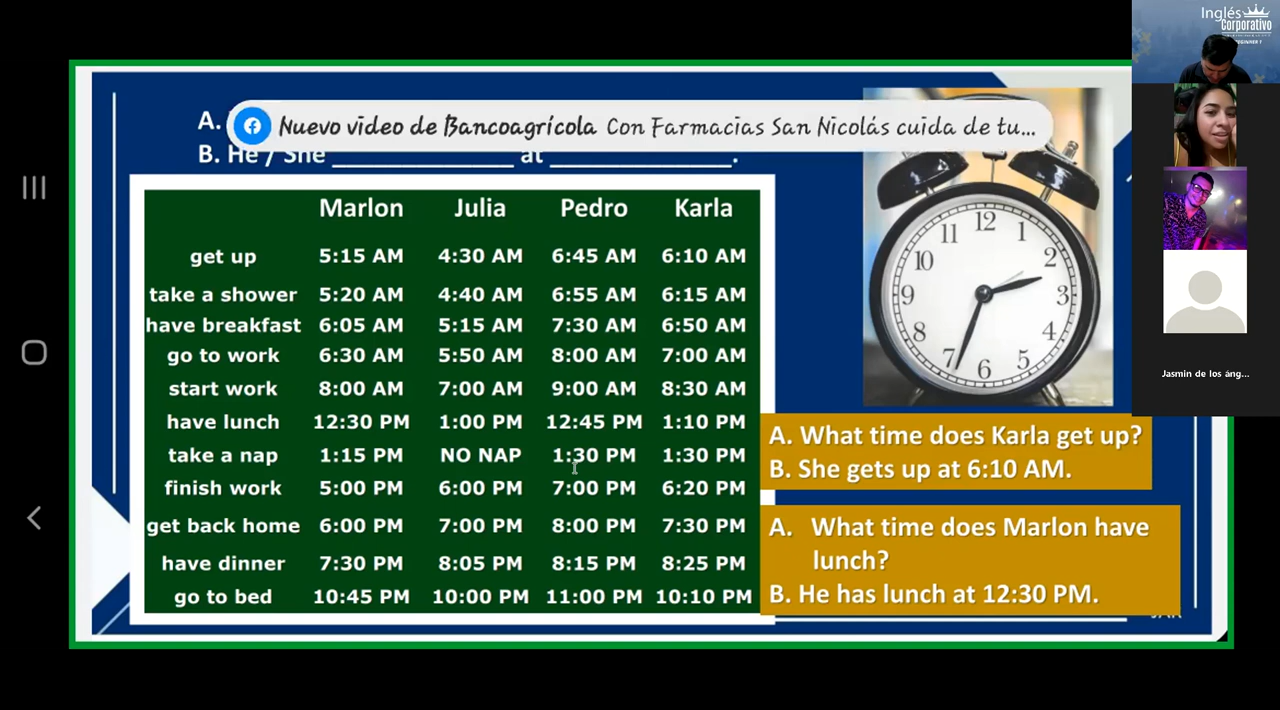 Inglés
Corporativo
BEGINNER 1
A.
Nuevo video de Bancoagrícola Con Farmacias San Nicolás cuida de tu...
B. He / She ______________ at ______________.
Marlon Julia Pedro Karla
get up 5:15 AM 4:30 AM 6:45 AM 6:10 AM
take a shower 5:20 AM 4:40 AM 6:55 AM 6:15 AM
have breakfast 6:05 AM 5:15 AM 7:30 AM 6:50 AM
go to work 6:30 AM 5:50 AM 8:00 AM 7:00 AM
start work 8:00 AM 7:00 AM 9:00 AM 8:30 AM
have lunch 12:30 PM 1:00 PM 12:45 PM 1:10 PM
take a nap 1:15 PM NO NAP 1:30 PM 1:30 PM
finish work 5:00 PM 6:00 PM 7:00 PM 6:20 PM
get back home 6:00 PM 7:00 PM 8:00 PM 7:30 PM
have dinner 7:30 PM 8:05 PM 8:15 PM 8:25 PM
go to bed 10:45 PM 10:00 PM 11:00 PM 10:10 PM
12
1
2
3
4
5
6
7
8
9
10
11
A. What time does Karla get up?
B. She gets up at 6:10 AM.
A. What time does Marlon have
lunch?
B. He has lunch at 12:30 PM.
Jasmin de los áng...